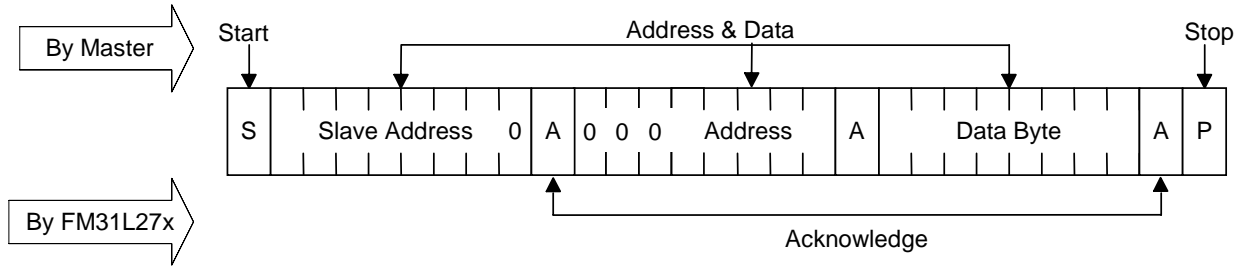 By Master
Start
Address & Data
Stop
S Slave Address 0 A 0 0 0 Address A Data Byte A P
By FM31L27x
Acknowledge